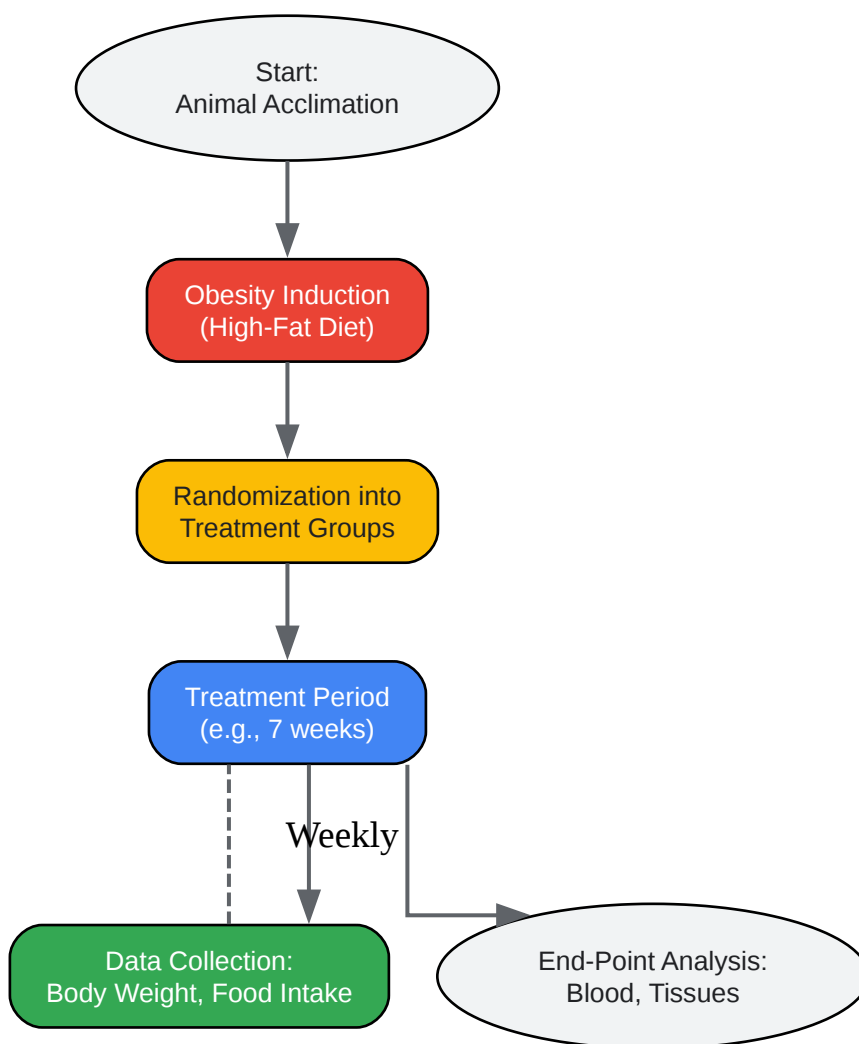 Start:
Animal Acclimation
Obesity Induction
(High-Fat Diet)
Randomization into
Treatment Groups
Treatment Period
(e.g., 7 weeks)
Weekly
Data Collection:
Body Weight, Food Intake
End-Point Analysis:
Blood, Tissues